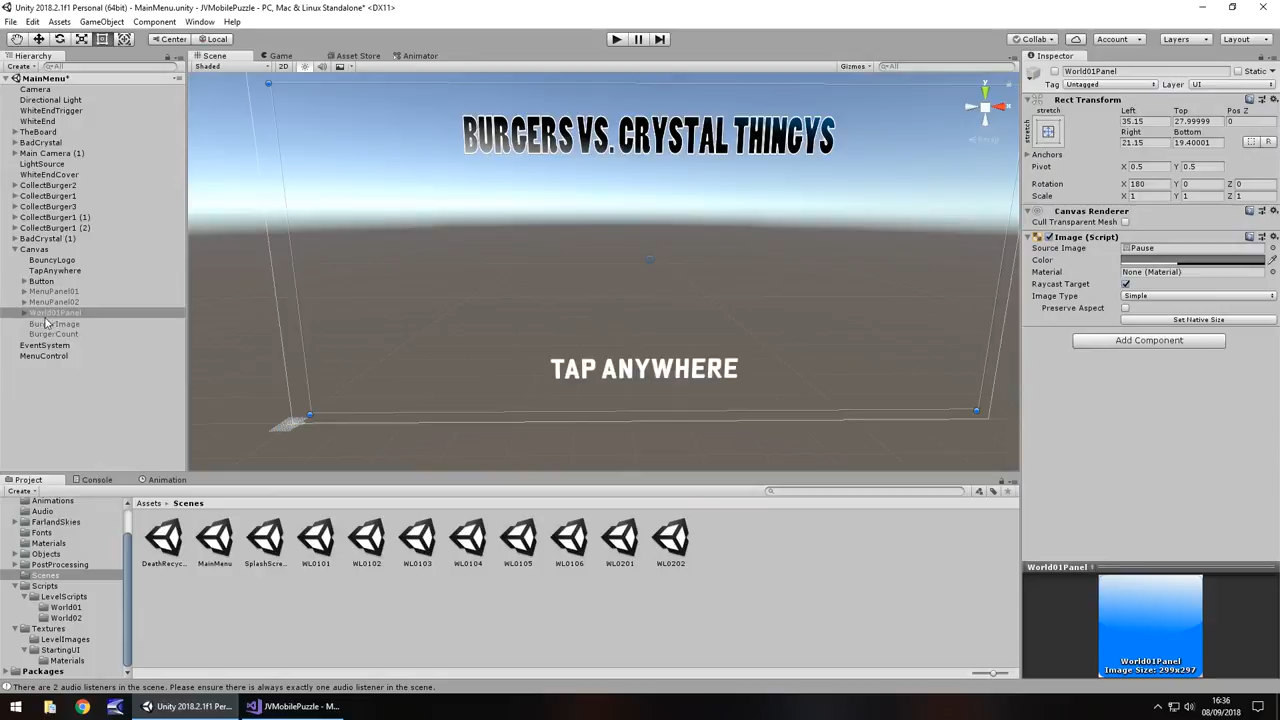 Unity 2018.2.1f1 Personal (64bit) - MainMenu.unity - JVMobilePuzzle - PC, Mac & Linux Standalone* <DX11>
File Edit Assets GameObject Component Window Help
Center Local Collab Account Layers Layout
Hierarchy
Create All
MainMenu*
Camera
Directional Light
WhiteEndTrigger
WhiteEnd
TheBoard
BadCrystal
Main Camera (1)
LightSource
WhiteEndCover
CollectBurger2
CollectBurger1
CollectBurger3
CollectBurger1 (1)
CollectBurger1 (2)
BadCrystal (1)
Canvas
BouncyLogo
TapAnywhere
Button
MenuPanel01
MenuPanel02
World01Panel
BurgerImage
BurgerCount
EventSystem
MenuControl
Scene Game Asset Store Animator
Shaded 2D Gizmos All
BURGERS VS. CRYSTAL THINGYS
TAP ANYWHERE
y
Inspector
World01Panel Static
Tag Untagged Layer UI
Rect Transform
stretch Left Top Pos Z
stretch 35.15 27.99999 0
Right Bottom
21.15 19.40001 R
Anchors
Pivot X 0.5 Y 0.5
Rotation X 180 Y 0 Z 0
Scale X 1 Y 1 Z 1
Canvas Renderer
Cull Transparent Mesh
Image (Script)
Source Image Pause
Color
Material None (Material)
Raycast Target
Image Type Simple
Preserve Aspect
Set Native Size
Add Component
Project Console Animation
Create
Animations
Audio
FarlandSkies
Fonts
Materials
Objects
PostProcessing
Scenes
Scripts
LevelScripts
World01
World02
Textures
LevelImages
StartingUI
Materials
Packages
Assets Scenes
DeathRecyc... MainMenu SplashScre... WL0101 WL0102 WL0103 WL0104 WL0105 WL0106 WL0201 WL0202
World01Panel
World01Panel
Image Size: 299x297
There are 2 audio listeners in the scene. Please ensure there is always exactly one audio listener in the scene.
Unity 2018.2.1f1 Per... JVMobilePuzzle - M...
16:36
08/09/2018